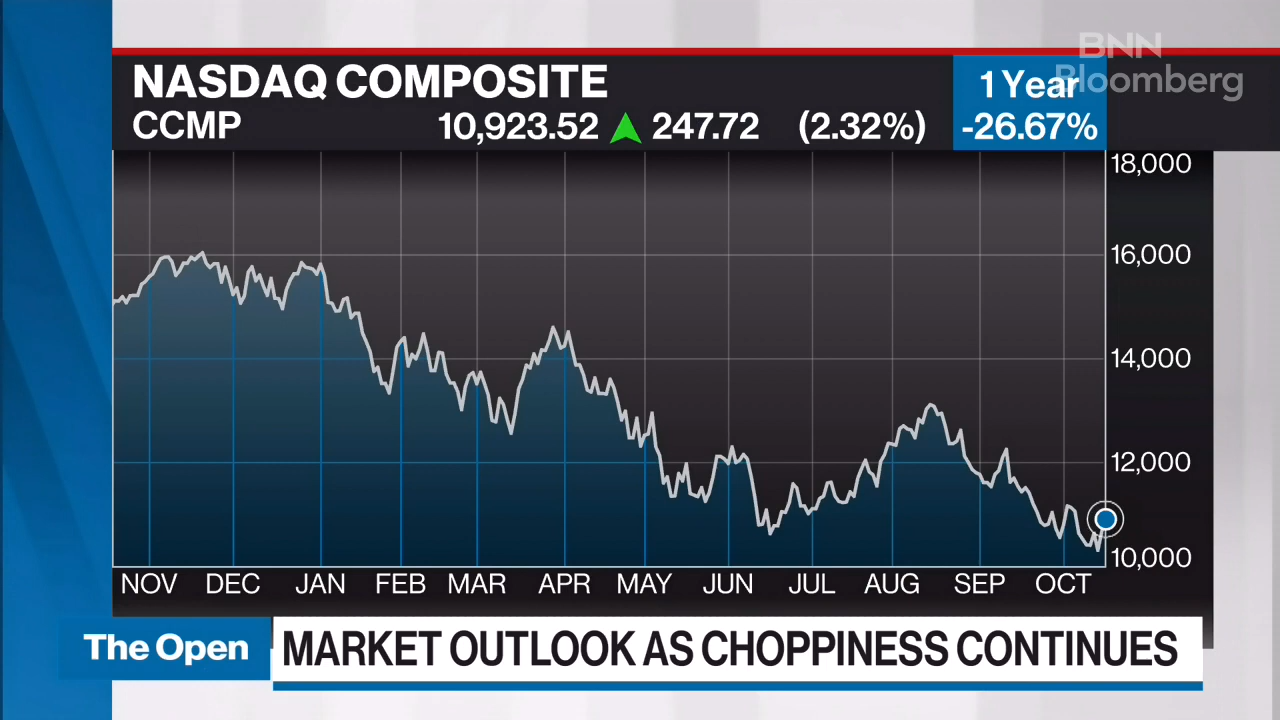 BNN
Bloomberg
NASDAQ COMPOSITE
CCMP 10,923.52 ▲ 247.72 (2.32%)
1 Year
-26.67%
18,000
16,000
14,000
12,000
10,000
NOV DEC JAN FEB MAR APR MAY JUN JUL AUG SEP OCT
The Open
MARKET OUTLOOK AS CHOPPINESS CONTINUES